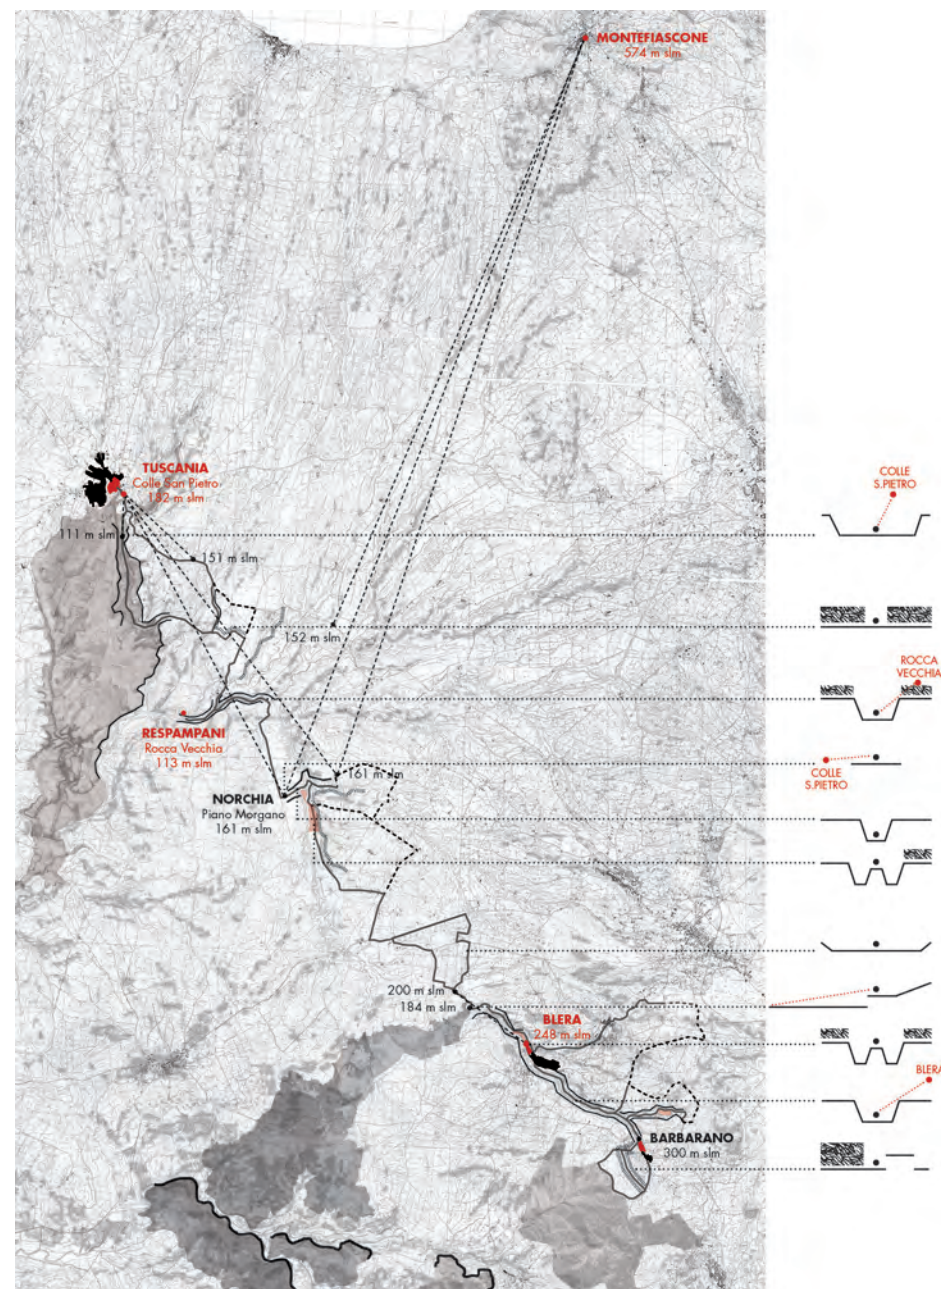 MONTEFIASCONE
574 m slm
TUSCANIA
Colle San Pietro
182 m slm
COLLE
S.PIETRO
111 m slm
151 m slm
152 m slm
ROCCA
VECCHIA
RESPAMPANI
Rocca Vecchia
113 m slm
161 m slm
COLLE
S.PIETRO
NORCHIA
Piano Morgano
161 m slm
200 m slm
184 m slm
BLERA
248 m slm
BLERA
BARBARANO
300 m slm